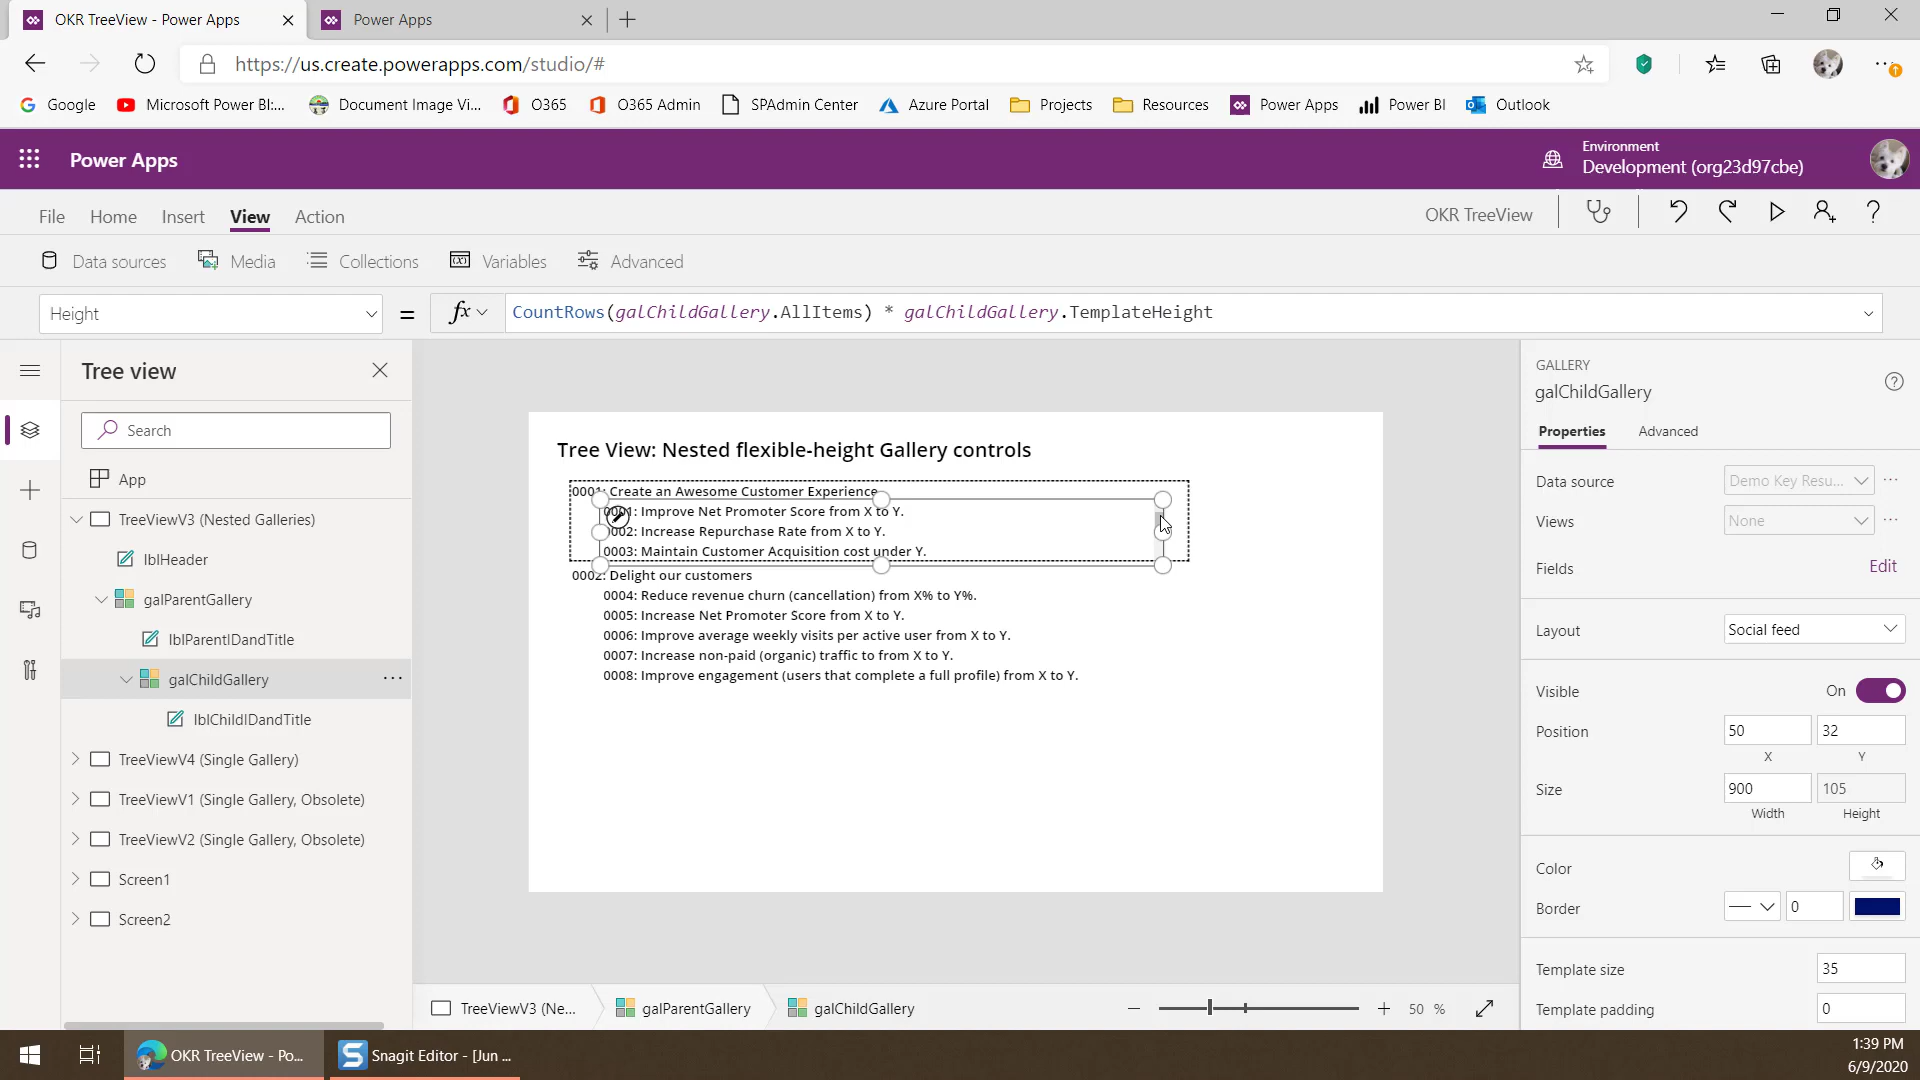 OKR TreeView - Power Apps
Power Apps
https://us.create.powerapps.com/studio/#
Google
Microsoft Power BI:...
Document Image Vi...
O365
O365 Admin
SPAdmin Center
Azure Portal
Projects
Resources
Power Apps
Power BI
Outlook
Power Apps
Environment
Development (org23d97cbe)
File
Home
Insert
View
Action
OKR TreeView
Data sources
Media
Collections
Variables
Advanced
Height
=
fx
CountRows(galChildGallery.AllItems) * galChildGallery.TemplateHeight
Tree view
Search
App
TreeViewV3 (Nested Galleries)
lblHeader
galParentGallery
lblParentIDandTitle
galChildGallery
lblChildIDandTitle
TreeViewV4 (Single Gallery)
TreeViewV1 (Single Gallery, Obsolete)
TreeViewV2 (Single Gallery, Obsolete)
Screen1
Screen2
Tree View: Nested flexible-height Gallery controls
0001: Create an Awesome Customer Experience
0001: Improve Net Promoter Score from X to Y.
0002: Increase Repurchase Rate from X to Y.
0003: Maintain Customer Acquisition cost under Y.
0002: Delight our customers
0004: Reduce revenue churn (cancellation) from X% to Y%.
0005: Increase Net Promoter Score from X to Y.
0006: Improve average weekly visits per active user from X to Y.
0007: Increase non-paid (organic) traffic to from X to Y.
0008: Improve engagement (users that complete a full profile) from X to Y.
TreeViewV3 (Ne...
galParentGallery
galChildGallery
50 %
GALLERY
galChildGallery
Properties
Advanced
Data source
Demo Key Resu...
Views
None
Fields
Edit
Layout
Social feed
Visible
On
Position
50
32
X
Y
Size
900
105
Width
Height
Color
Border
0
Template size
35
Template padding
0
OKR TreeView - Po...
Snagit Editor - [Jun ...
1:39 PM
6/9/2020